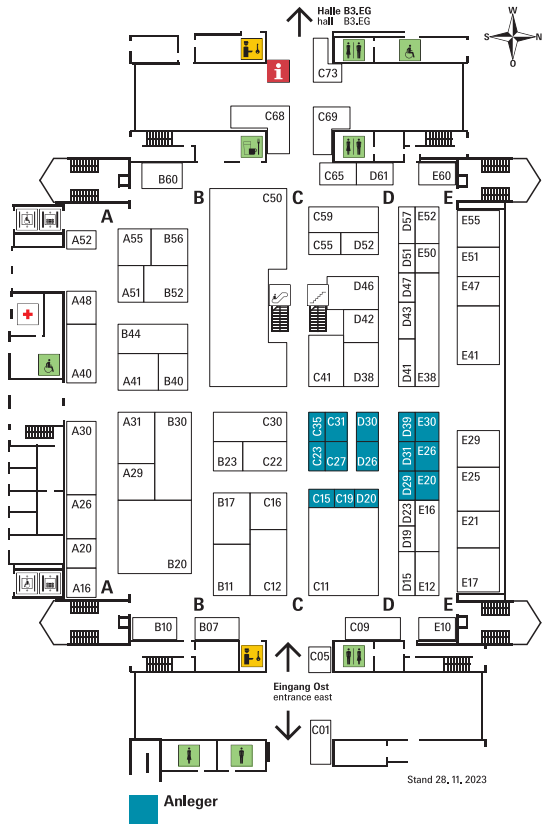 Halle B3.EG
hall B3.EG
W
S N
O
i
C73
C68
C69
B60
C65
D61
E60
A
B
C50
C
D
E
A52
A55
B56
C59
D57
E52
E55
C55
D52
A51
B52
D51
E50
E51
A48
D46
D47
E47
B44
D42
D43
A40
A41
B40
C41
D38
D41
E38
E41
A30
A31
B30
C30
C35
C31
D30
D39
E30
E29
A29
B23
C22
C23
C27
D26
D31
E26
E25
D29
E20
A26
B17
C16
C15
C19
D20
D23
E16
E21
A20
B20
D19
A16
B11
C12
C11
D15
E12
E17
A
B
C
D
E
B10
B07
C09
E10
C05
Eingang Ost
entrance east
C01
Stand 28. 11. 2023
Anleger